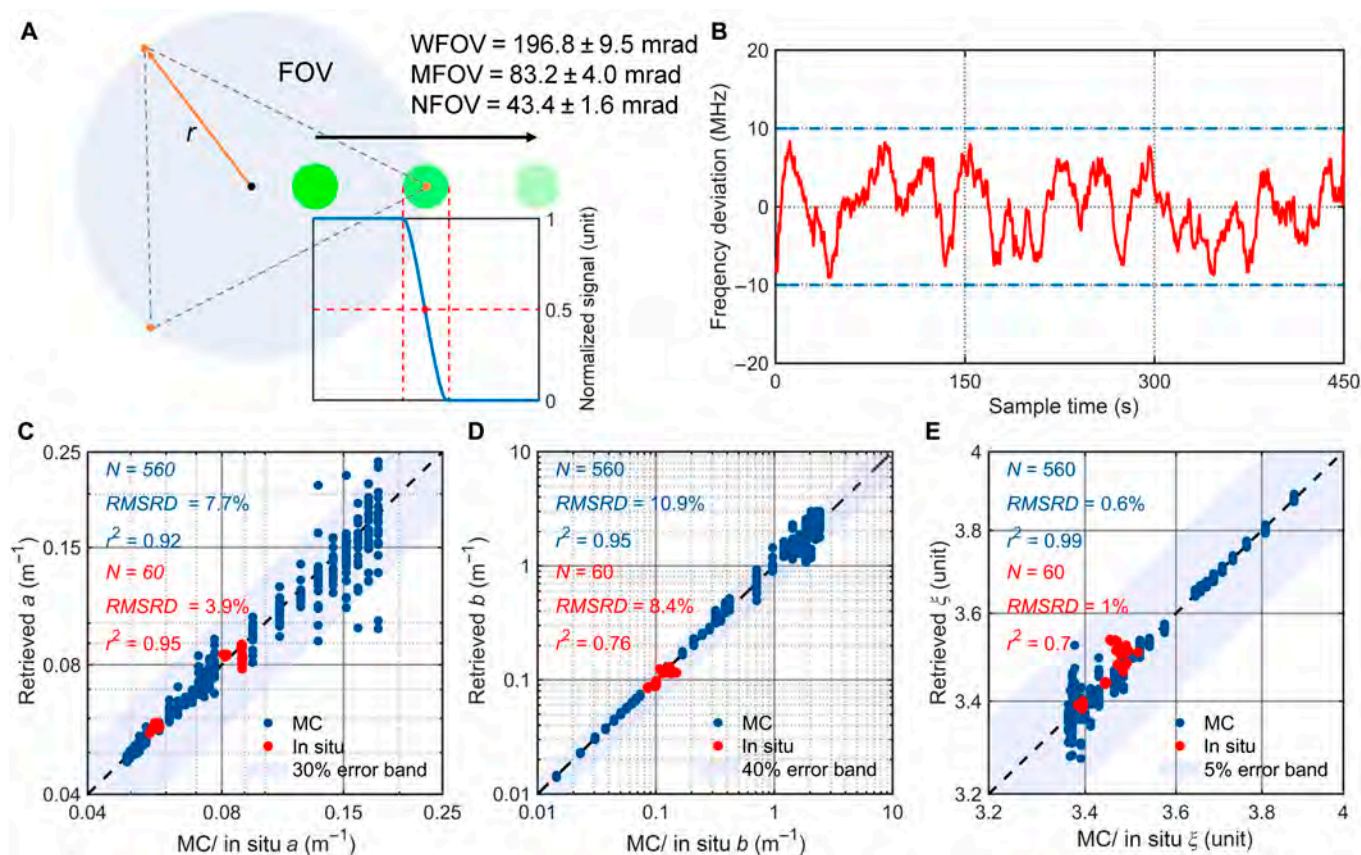 A
FOV
r
WFOV = 196.8 ± 9.5 mrad
MFOV = 83.2 ± 4.0 mrad
NFOV = 43.4 ± 1.6 mrad
1
0.5
0
Normalized signal (unit)
B
Freqency deviation (MHz)
20
10
0
−10
−20
0
150
300
450
Sample time (s)
C
Retrieved a (m⁻¹)
0.25
0.15
0.08
0.04
N = 560
RMSRD = 7.7%
r² = 0.92
N = 60
RMSRD = 3.9%
r² = 0.95
MC
In situ
30% error band
0.04
0.08
0.15
0.25
MC/ in situ a (m⁻¹)
D
Retrieved b (m⁻¹)
10
1
0.1
0.01
N = 560
RMSRD = 10.9%
r² = 0.95
N = 60
RMSRD = 8.4%
r² = 0.76
MC
In situ
40% error band
0.01
0.1
1
10
MC/ in situ b (m⁻¹)
E
Retrieved ξ (unit)
4
3.8
3.6
3.4
3.2
N = 560
RMSRD = 0.6%
r² = 0.99
N = 60
RMSRD = 1%
r² = 0.7
MC
In situ
5% error band
3.2
3.4
3.6
3.8
4
MC/ in situ ξ (unit)